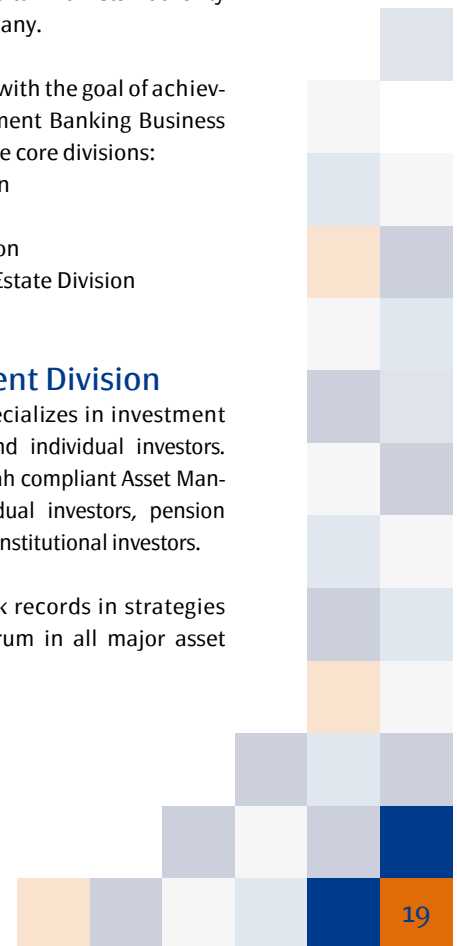 any.
with the goal of achiev-
ment Banking Business
e core divisions:
n
on
Estate Division
ent Division
ecializes in investment
nd individual investors.
ah compliant Asset Man-
dual investors, pension
nstitutional investors.
k records in strategies
rum in all major asset
19